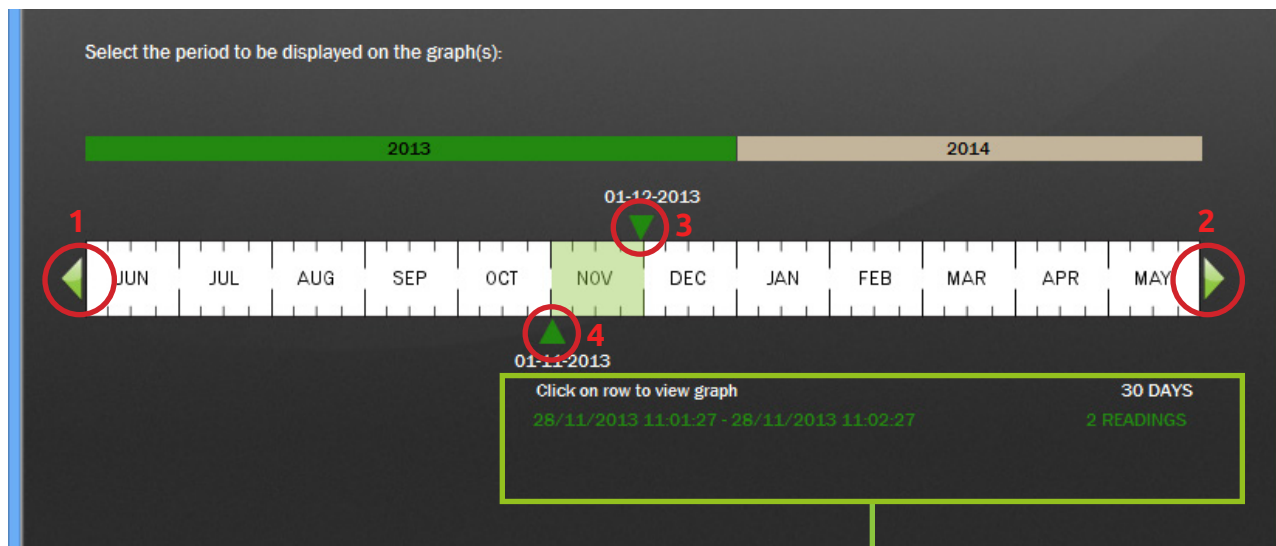 Select the period to be displayed on the graph(s):
2013 2014
01-12-2013
1 3 2
JUN JUL AUG SEP OCT NOV DEC JAN FEB MAR APR MAY
4
01-11-2013
Click on row to view graph 30 DAYS
28/11/2013 11:01:27 - 28/11/2013 11:02:27 2 READINGS